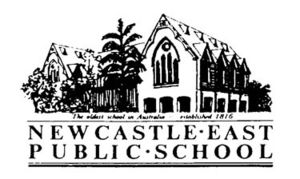 The oldest school in Australia established 1816
NEWCASTLE·EAST
PUBLIC·SCHOOL